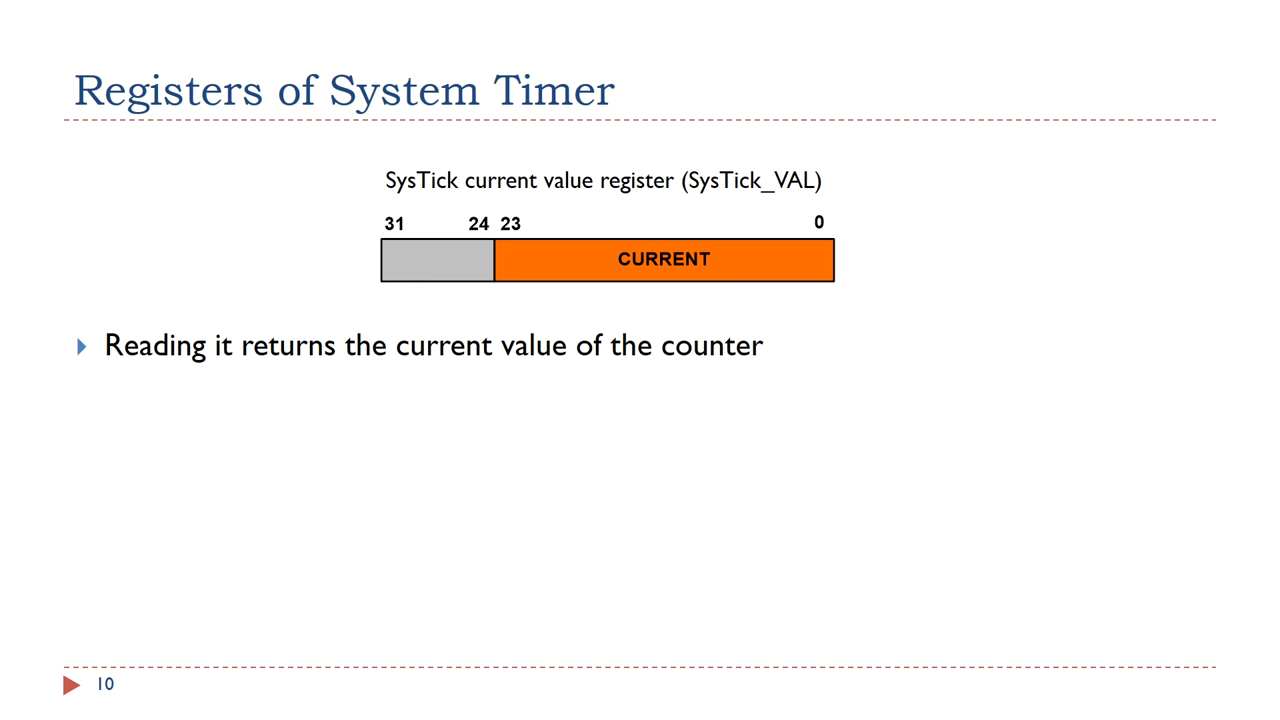 Registers of System Timer
SysTick current value register (SysTick_VAL)
31 24 23 0
CURRENT
Reading it returns the current value of the counter
10